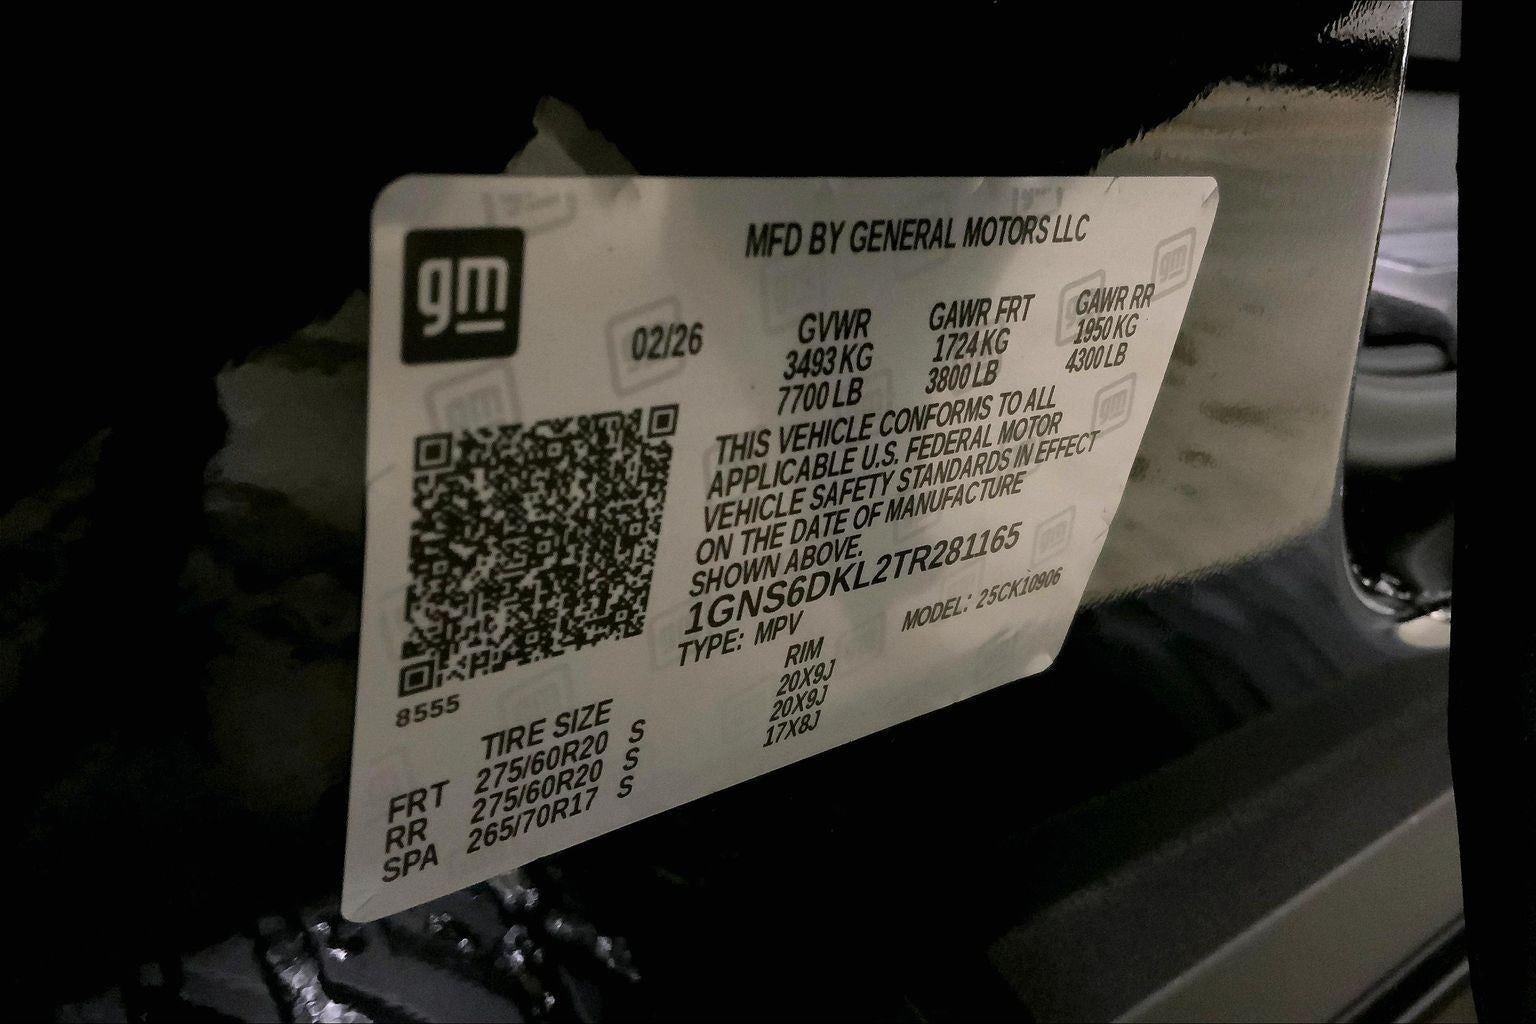 gm
MFD BY GENERAL MOTORS LLC
02/26
GVWR GAWR FRT GAWR RR
3493 KG 1724 KG 1950 KG
7700 LB 3800 LB 4300 LB
THIS VEHICLE CONFORMS TO ALL
APPLICABLE U.S. FEDERAL MOTOR
VEHICLE SAFETY STANDARDS IN EFFECT
ON THE DATE OF MANUFACTURE
SHOWN ABOVE.
1GNS6DKL2TR281165
TYPE: MPV MODEL: 25CK10906
8555
TIRE SIZE RIM
FRT 275/60R20 S 20X9J
RR 275/60R20 S 20X9J
SPA 265/70R17 S 17X8J